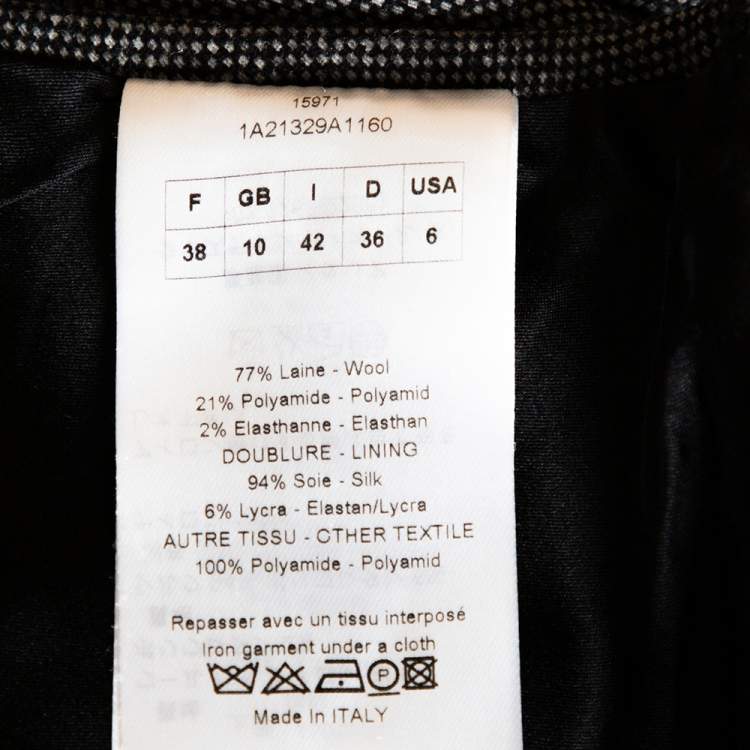 15971
1A21329A1160
F GB I D USA
38 10 42 36 6
77% Laine - Wool
21% Polyamide - Polyamid
2% Elasthanne - Elasthan
DOUBLURE - LINING
94% Soie - Silk
6% Lycra - Elastan/Lycra
AUTRE TISSU - OTHER TEXTILE
100% Polyamide - Polyamid
Repasser avec un tissu interposé
Iron garment under a cloth
P
Made In ITALY